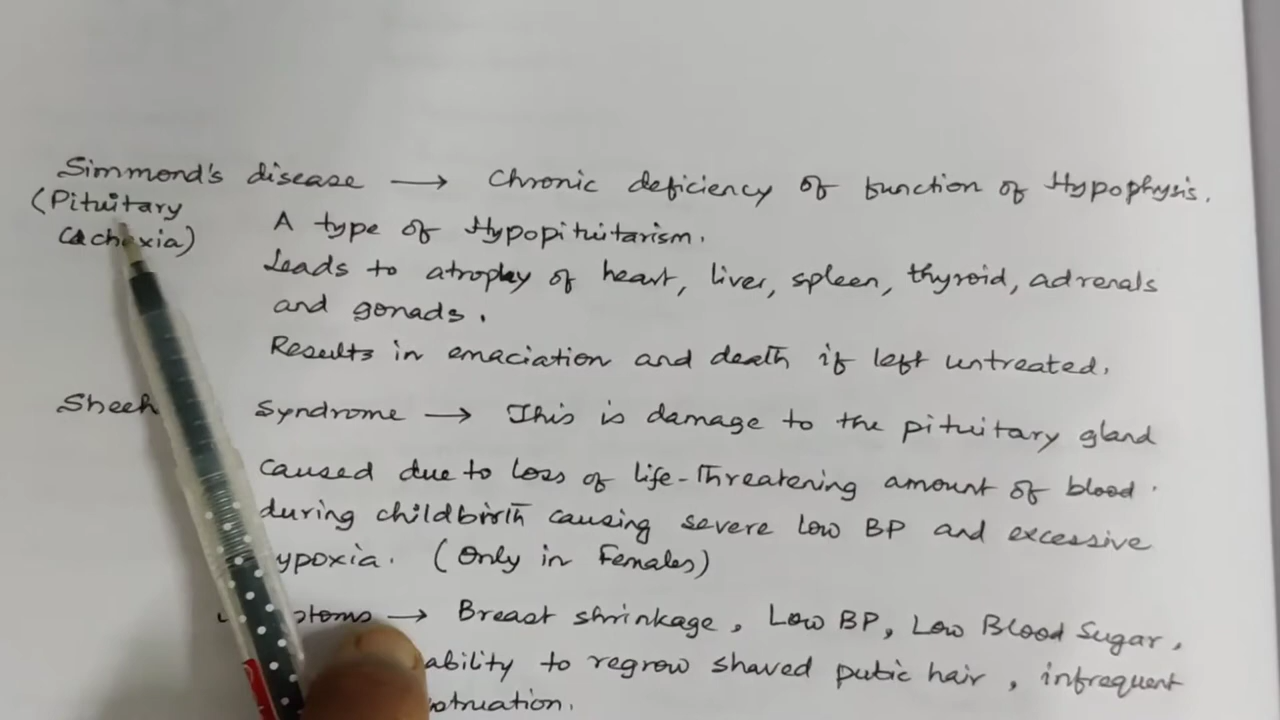 Simmond's disease → Chronic deficiency of function of Hypophysis.
(Pituitary
A type of Hypopituitarism.
Leads to atrophy of heart, liver, spleen, thyroid, adrenals
and gonads.
Results in emaciation and death if left untreated.
Syndrome → This is damage to the pituitary gland
caused due to loss of life-threatening amount of blood
during childbirth causing severe Low BP and excessive
ypoxia. (Only in Females)
→ Breast shrinkage, Low BP, Low Blood Sugar,
ability to regrow shaved pubic hair, infrequent